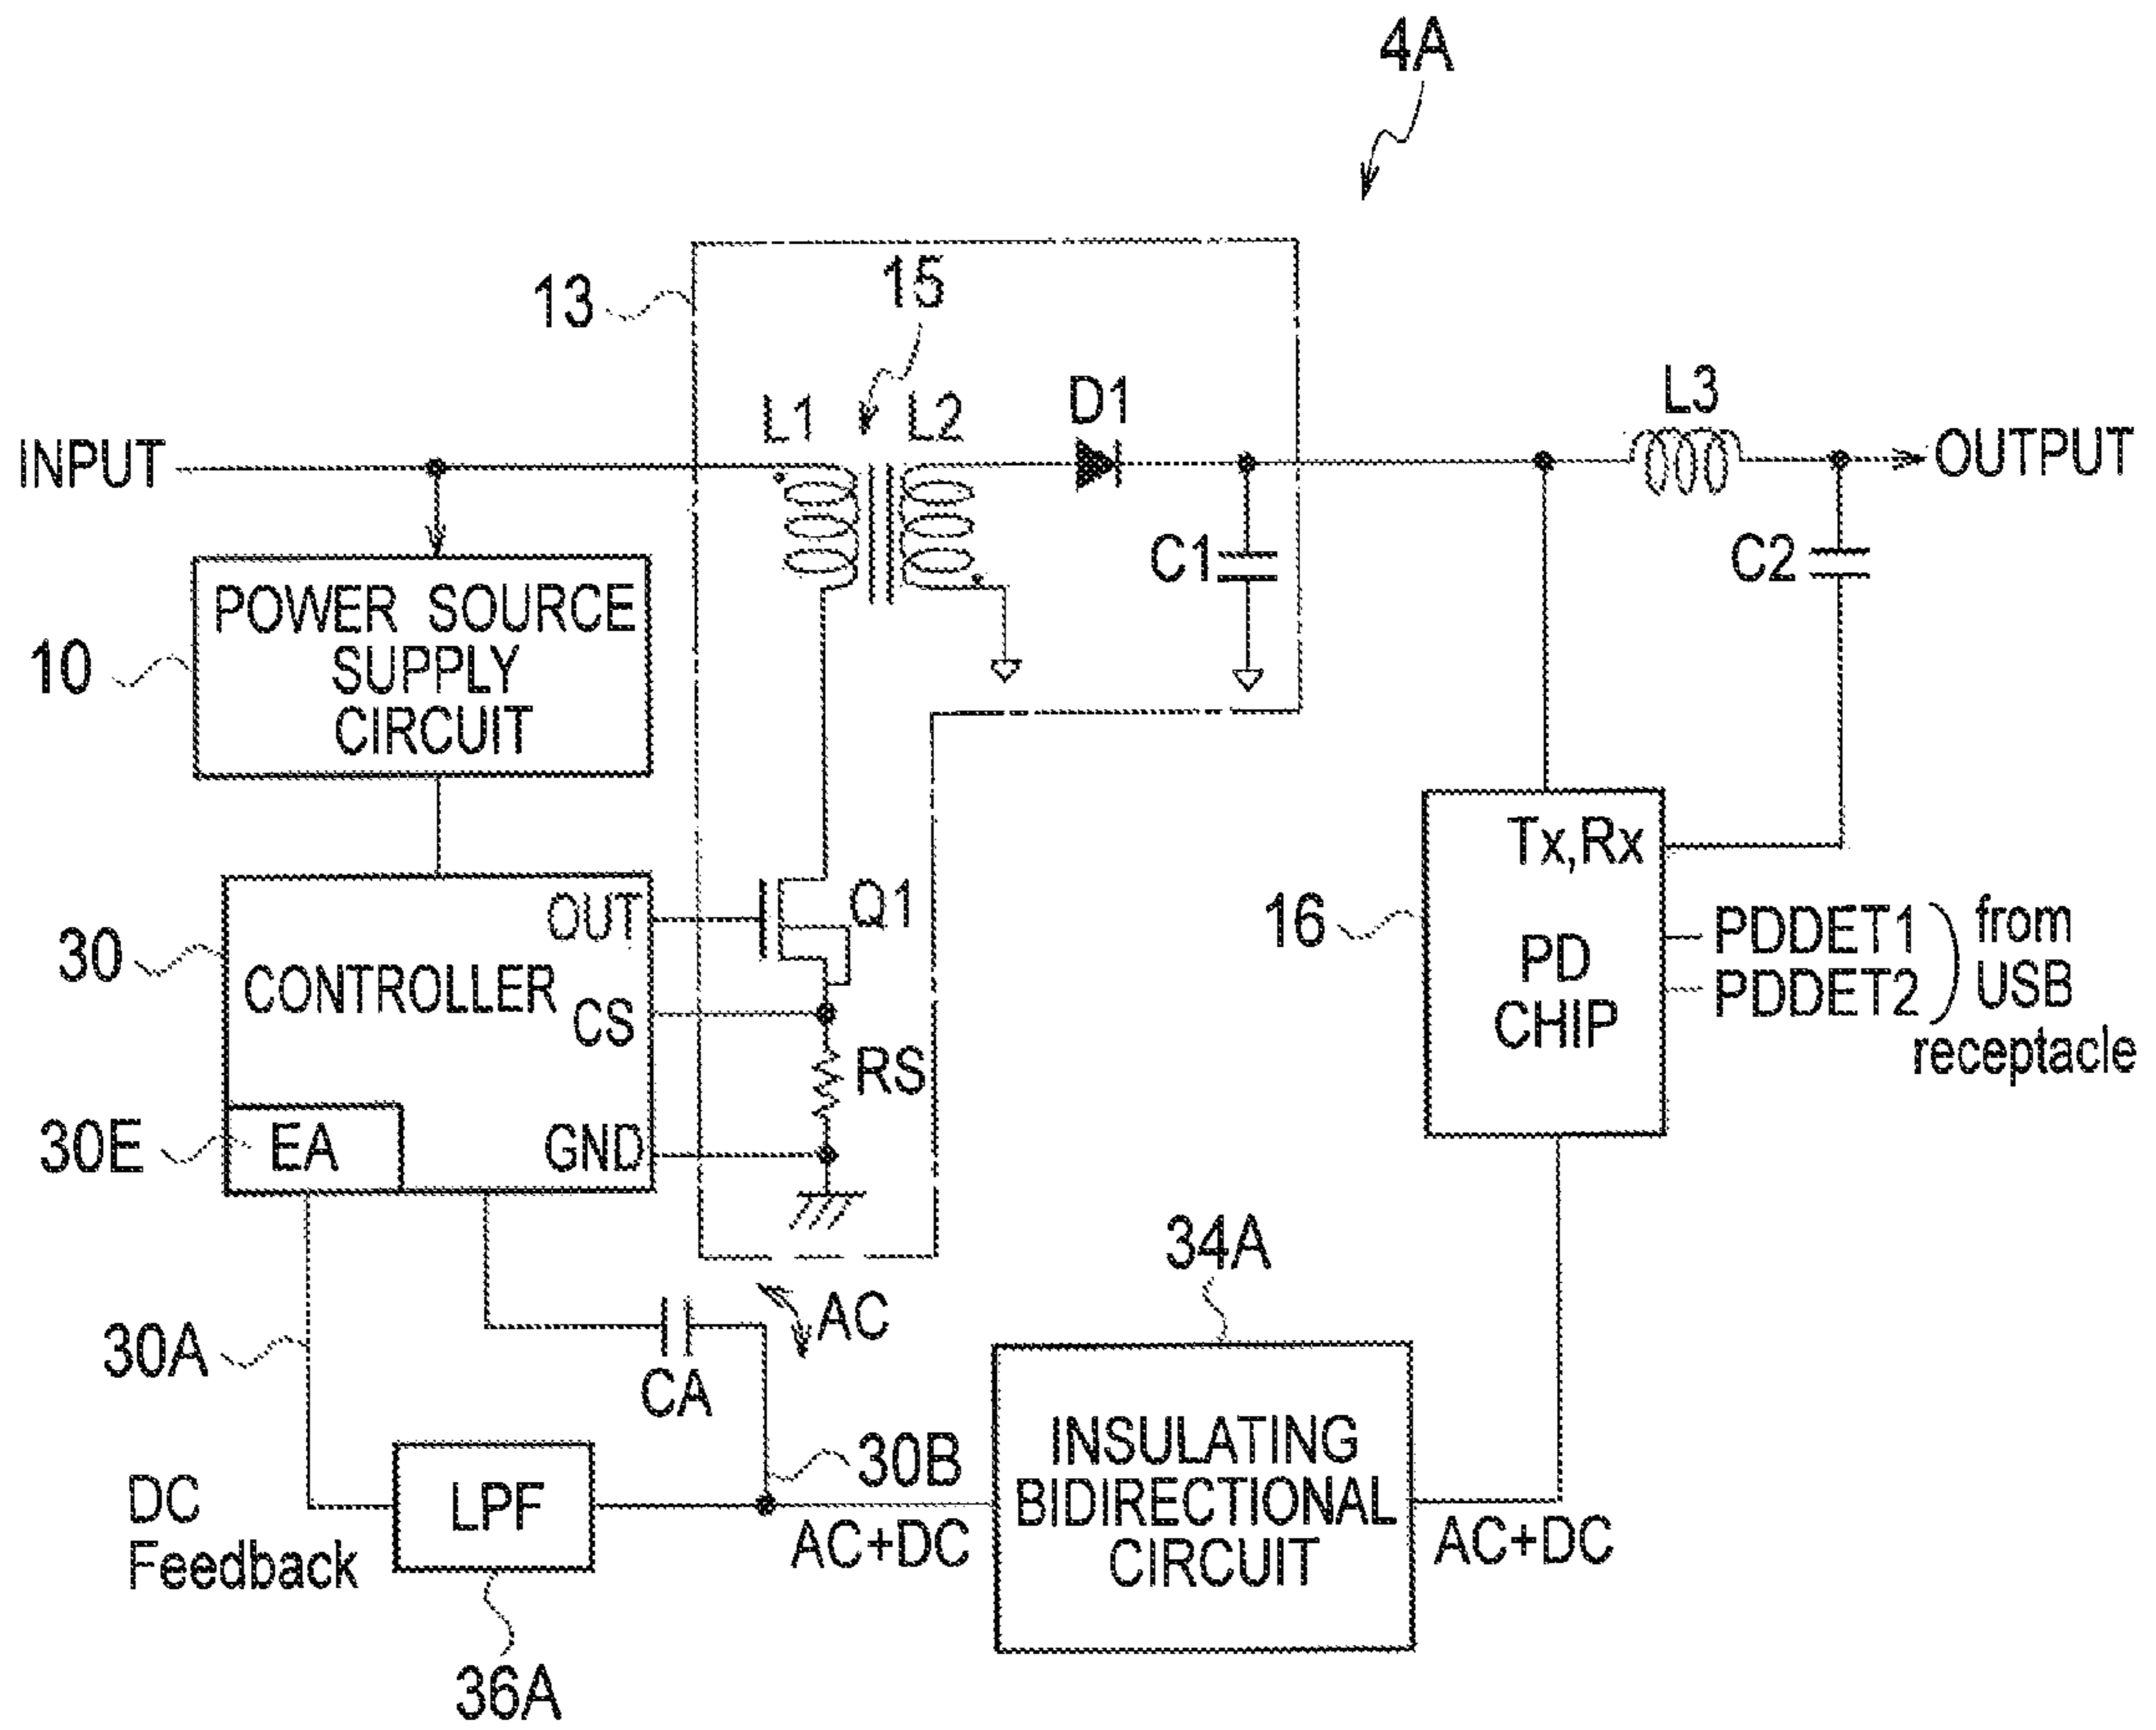 4A
13
15
L1
L2
D1
L3
INPUT
OUTPUT
C1
C2
POWER SOURCE
SUPPLY
CIRCUIT
10
Tx,Rx
OUT
Q1
16
PDDET1
PDDET2
from
USB
receptacle
30
CONTROLLER
PD
CHIP
CS
RS
30E
EA
GND
34A
AC
30A
CA
30B
INSULATING
BIDIRECTIONAL
CIRCUIT
DC
Feedback
LPF
AC+DC
AC+DC
36A